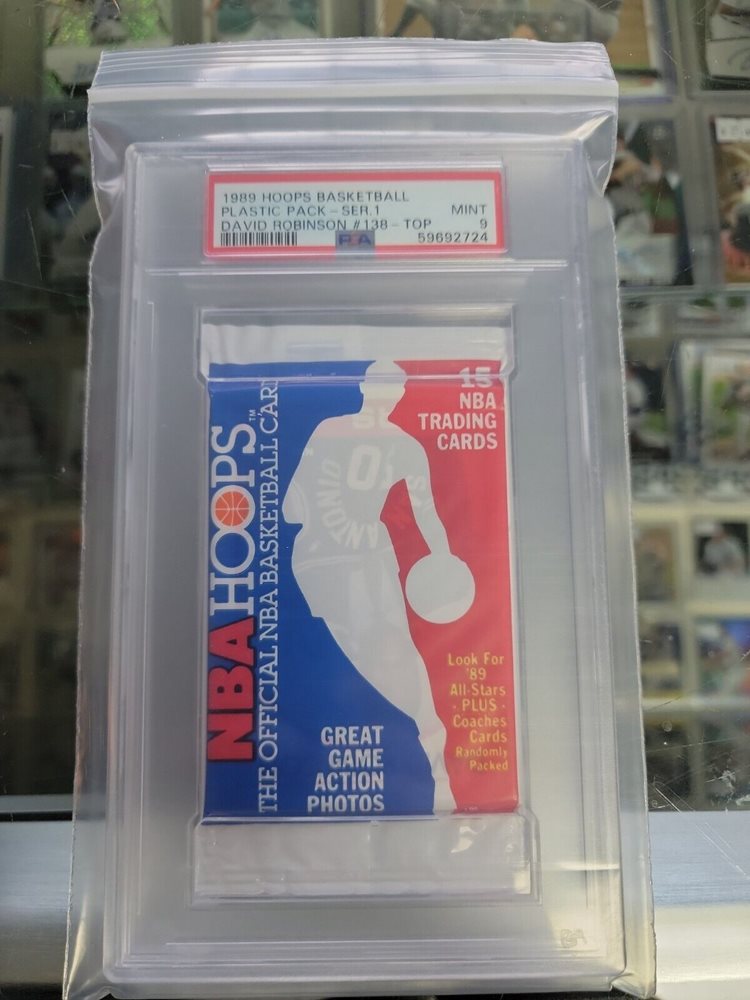 1989 HOOPS BASKETBALL
PLASTIC PACK - SER.1 MINT
DAVID ROBINSON #138 - TOP 9
PSA 59692724
15
NBA
TRADING
CARDS
NBA HOOPS™
THE OFFICIAL NBA BASKETBALL CARD
Look For
'89
All-Stars
· PLUS ·
Coaches
Cards
Randomly
Packed
GREAT
GAME
ACTION
PHOTOS